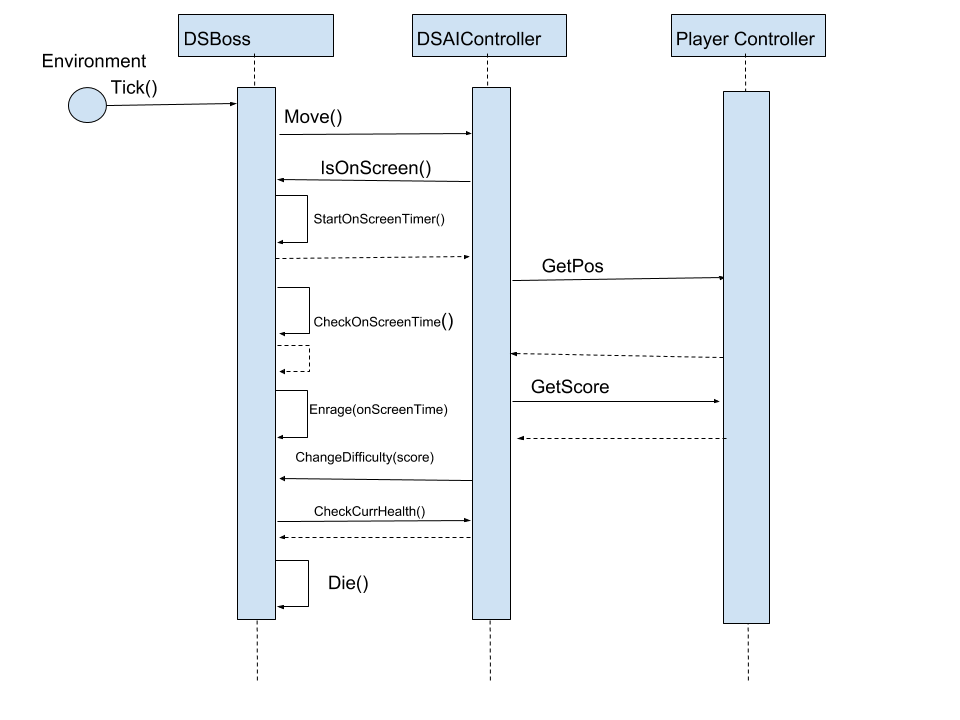 DSBoss
DSAIController
Player Controller
Environment
Tick()
Move()
IsOnScreen()
StartOnScreenTimer()
GetPos
CheckOnScreenTime()
GetScore
Enrage(onScreenTime)
ChangeDifficulty(score)
CheckCurrHealth()
Die()